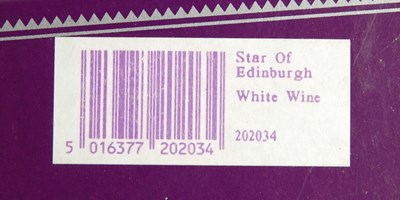 Star Of
Edinburgh
White Wine
202034
5 016377 202034